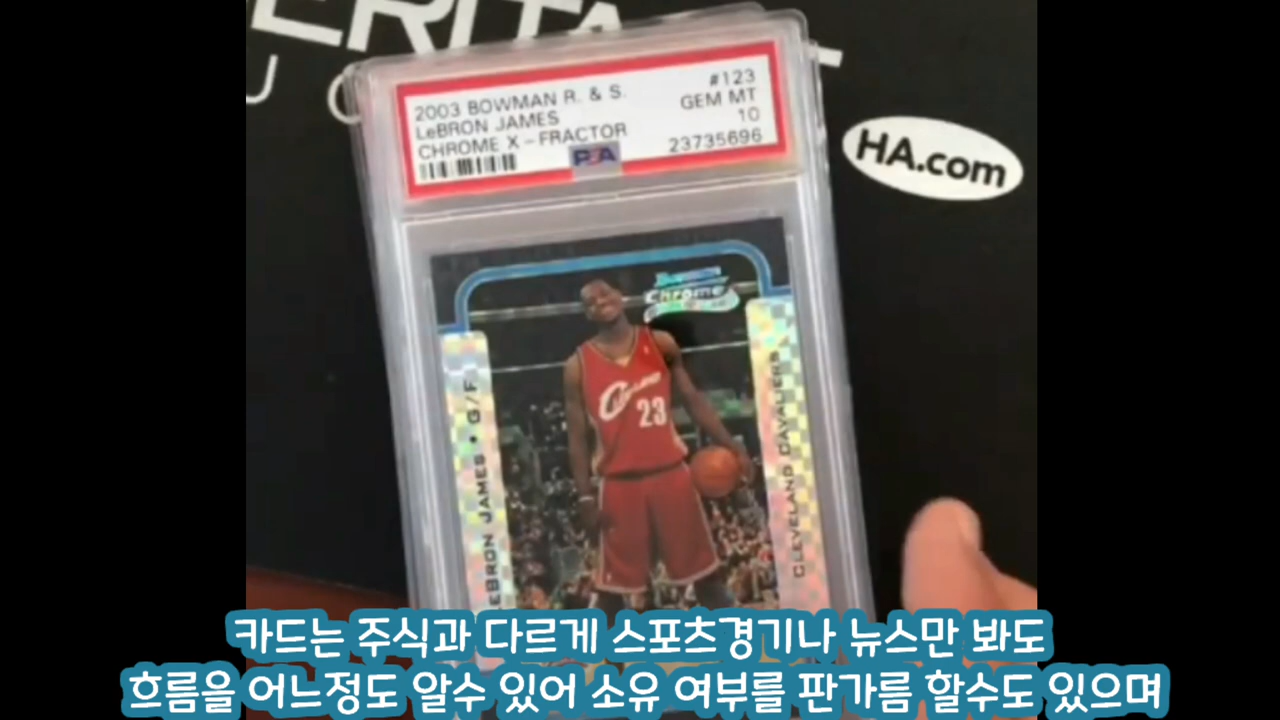 2003 BOWMAN R. & S. #123
LeBRON JAMES GEM MT
CHROME X-FRACTOR 10
PSA 23735696
HA.com
Chrome
23
LEBRON JAMES • G/F
CLEVELAND CAVALIERS
카드는 주식과 다르게 스포츠경기나 뉴스만 봐도
흐름을 어느정도 알수 있어 소유 여부를 판가름 할수도 있으며